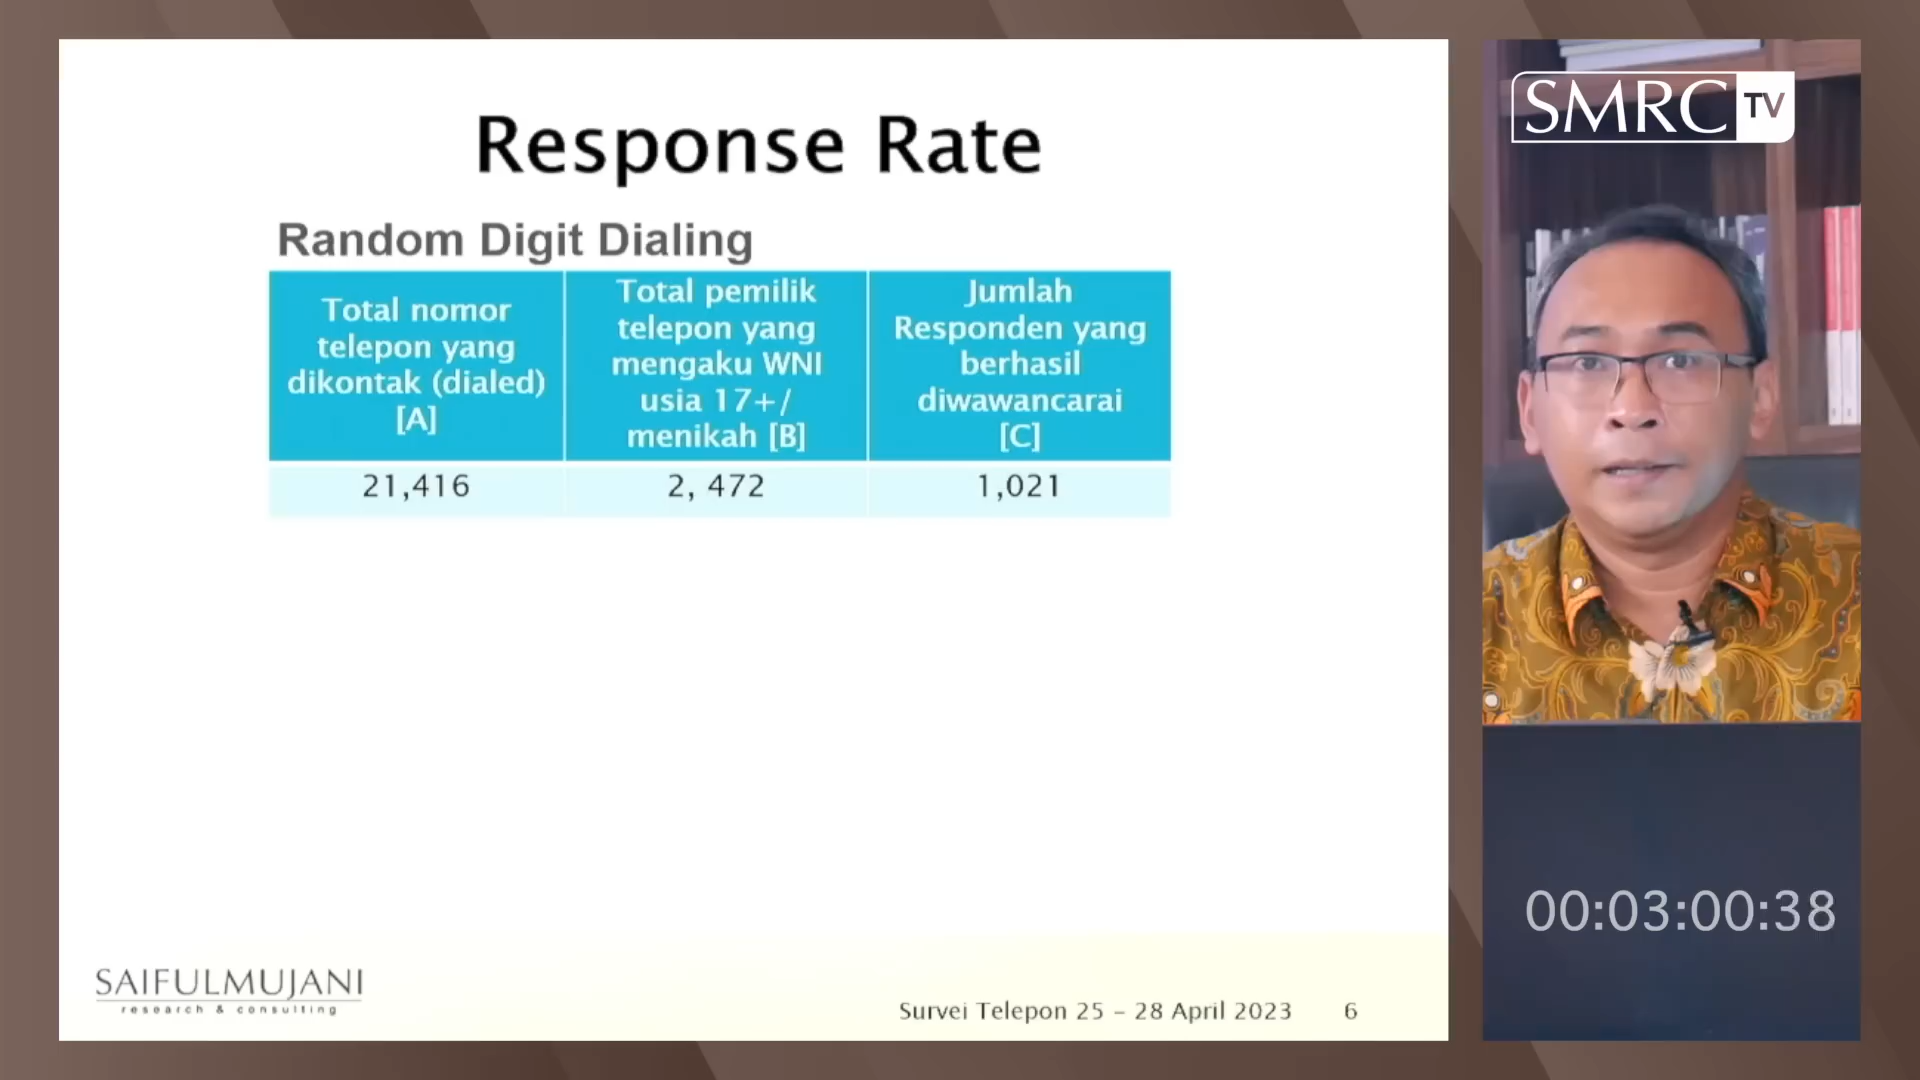 Response Rate
Random Digit Dialing
Total nomor
telepon yang
dikontak (dialed)
[A]
Total pemilik
telepon yang
mengaku WNI
usia 17+/
menikah [B]
Jumlah
Responden yang
berhasil
diwawancarai
[C]
21,416
2, 472
1,021
SAIFULMUJANI
research & consulting
Survei Telepon 25 – 28 April 2023
6
SMRC TV
00:03:00:38